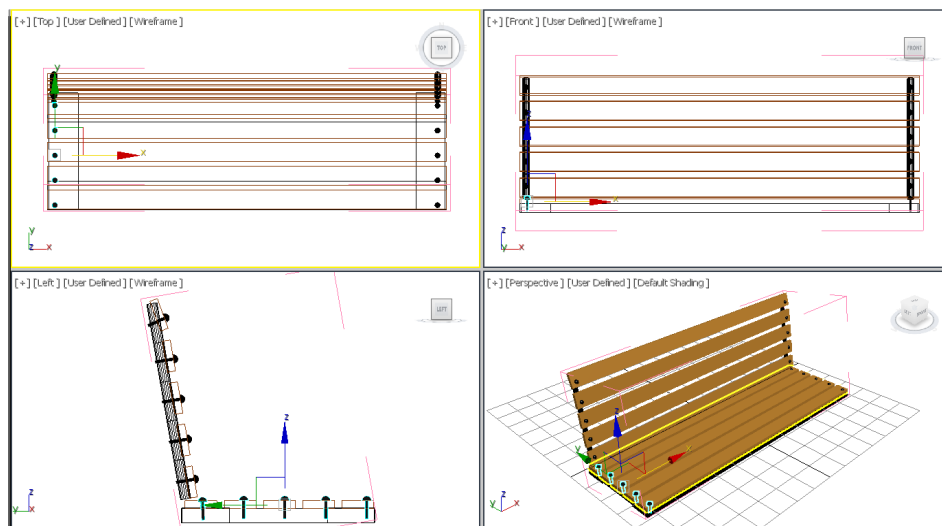 [+] [Top ] [User Defined ] [Wireframe ]
TOP
y
x
y
z x
[+] [Front ] [User Defined ] [Wireframe ]
FRONT
x
z
y x
[+] [Left ] [User Defined ] [Wireframe ]
LEFT
z
z
y x
[+] [Perspective ] [User Defined ] [Default Shading ]
z
y
x
z
y x